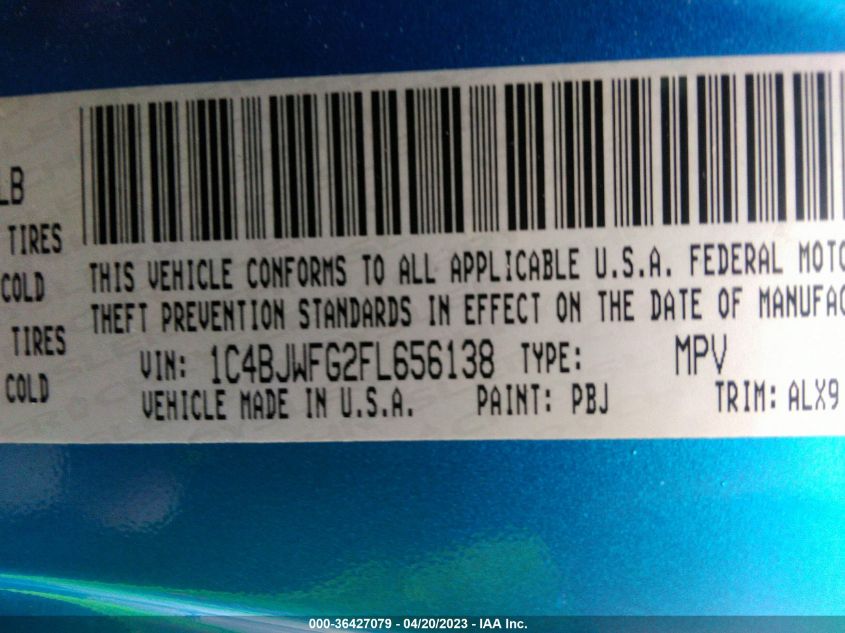 LB
TIRES
COLD
TIRES
COLD
THIS VEHICLE CONFORMS TO ALL APPLICABLE U.S.A. FEDERAL MOTO
THEFT PREVENTION STANDARDS IN EFFECT ON THE DATE OF MANUFAC
VIN: 1C4BJWFG2FL656138 TYPE: MPV
VEHICLE MADE IN U.S.A. PAINT: PBJ TRIM: ALX9
000-36427079 - 04/20/2023 - IAA Inc.